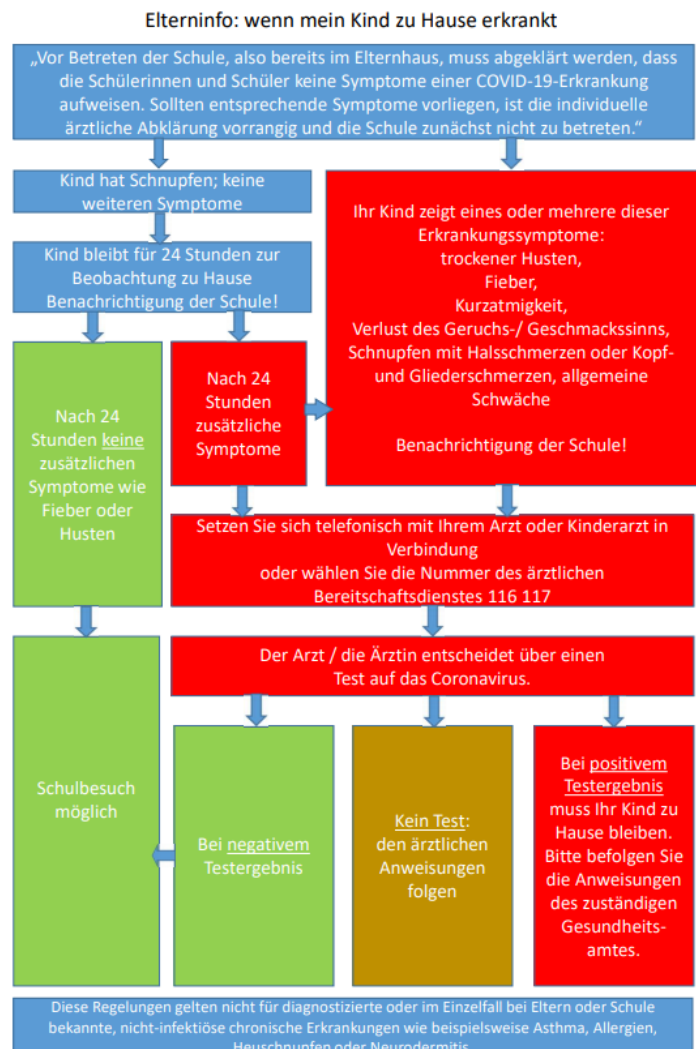 Elterninfo: wenn mein Kind zu Hause erkrankt
„Vor Betreten der Schule, also bereits im Elternhaus, muss abgeklärt werden, dass
die Schülerinnen und Schüler keine Symptome einer COVID-19-Erkrankung
aufweisen. Sollten entsprechende Symptome vorliegen, ist die individuelle
ärztliche Abklärung vorrangig und die Schule zunächst nicht zu betreten.“
Kind hat Schnupfen; keine
weiteren Symptome
Kind bleibt für 24 Stunden zur
Beobachtung zu Hause
Benachrichtigung der Schule!
Ihr Kind zeigt eines oder mehrere dieser
Erkrankungssymptome:
trockener Husten,
Fieber,
Kurzatmigkeit,
Verlust des Geruchs-/ Geschmackssinns,
Schnupfen mit Halsschmerzen oder Kopf-
und Gliederschmerzen, allgemeine
Schwäche
Benachrichtigung der Schule!
Nach 24
Stunden keine
zusätzlichen
Symptome wie
Fieber oder
Husten
Nach 24
Stunden
zusätzliche
Symptome
Setzen Sie sich telefonisch mit Ihrem Arzt oder Kinderarzt in
Verbindung
oder wählen Sie die Nummer des ärztlichen
Bereitschaftsdienstes 116 117
Der Arzt / die Ärztin entscheidet über einen
Test auf das Coronavirus.
Schulbesuch
möglich
Bei negativem
Testergebnis
Kein Test:
den ärztlichen
Anweisungen
folgen
Bei positivem
Testergebnis
muss Ihr Kind zu
Hause bleiben.
Bitte befolgen Sie
die Anweisungen
des zuständigen
Gesundheits-
amtes.
Diese Regelungen gelten nicht für diagnostizierte oder im Einzelfall bei Eltern oder Schule
bekannte, nicht-infektiöse chronische Erkrankungen wie beispielsweise Asthma, Allergien,
Heuschnupfen oder Neurodermitis